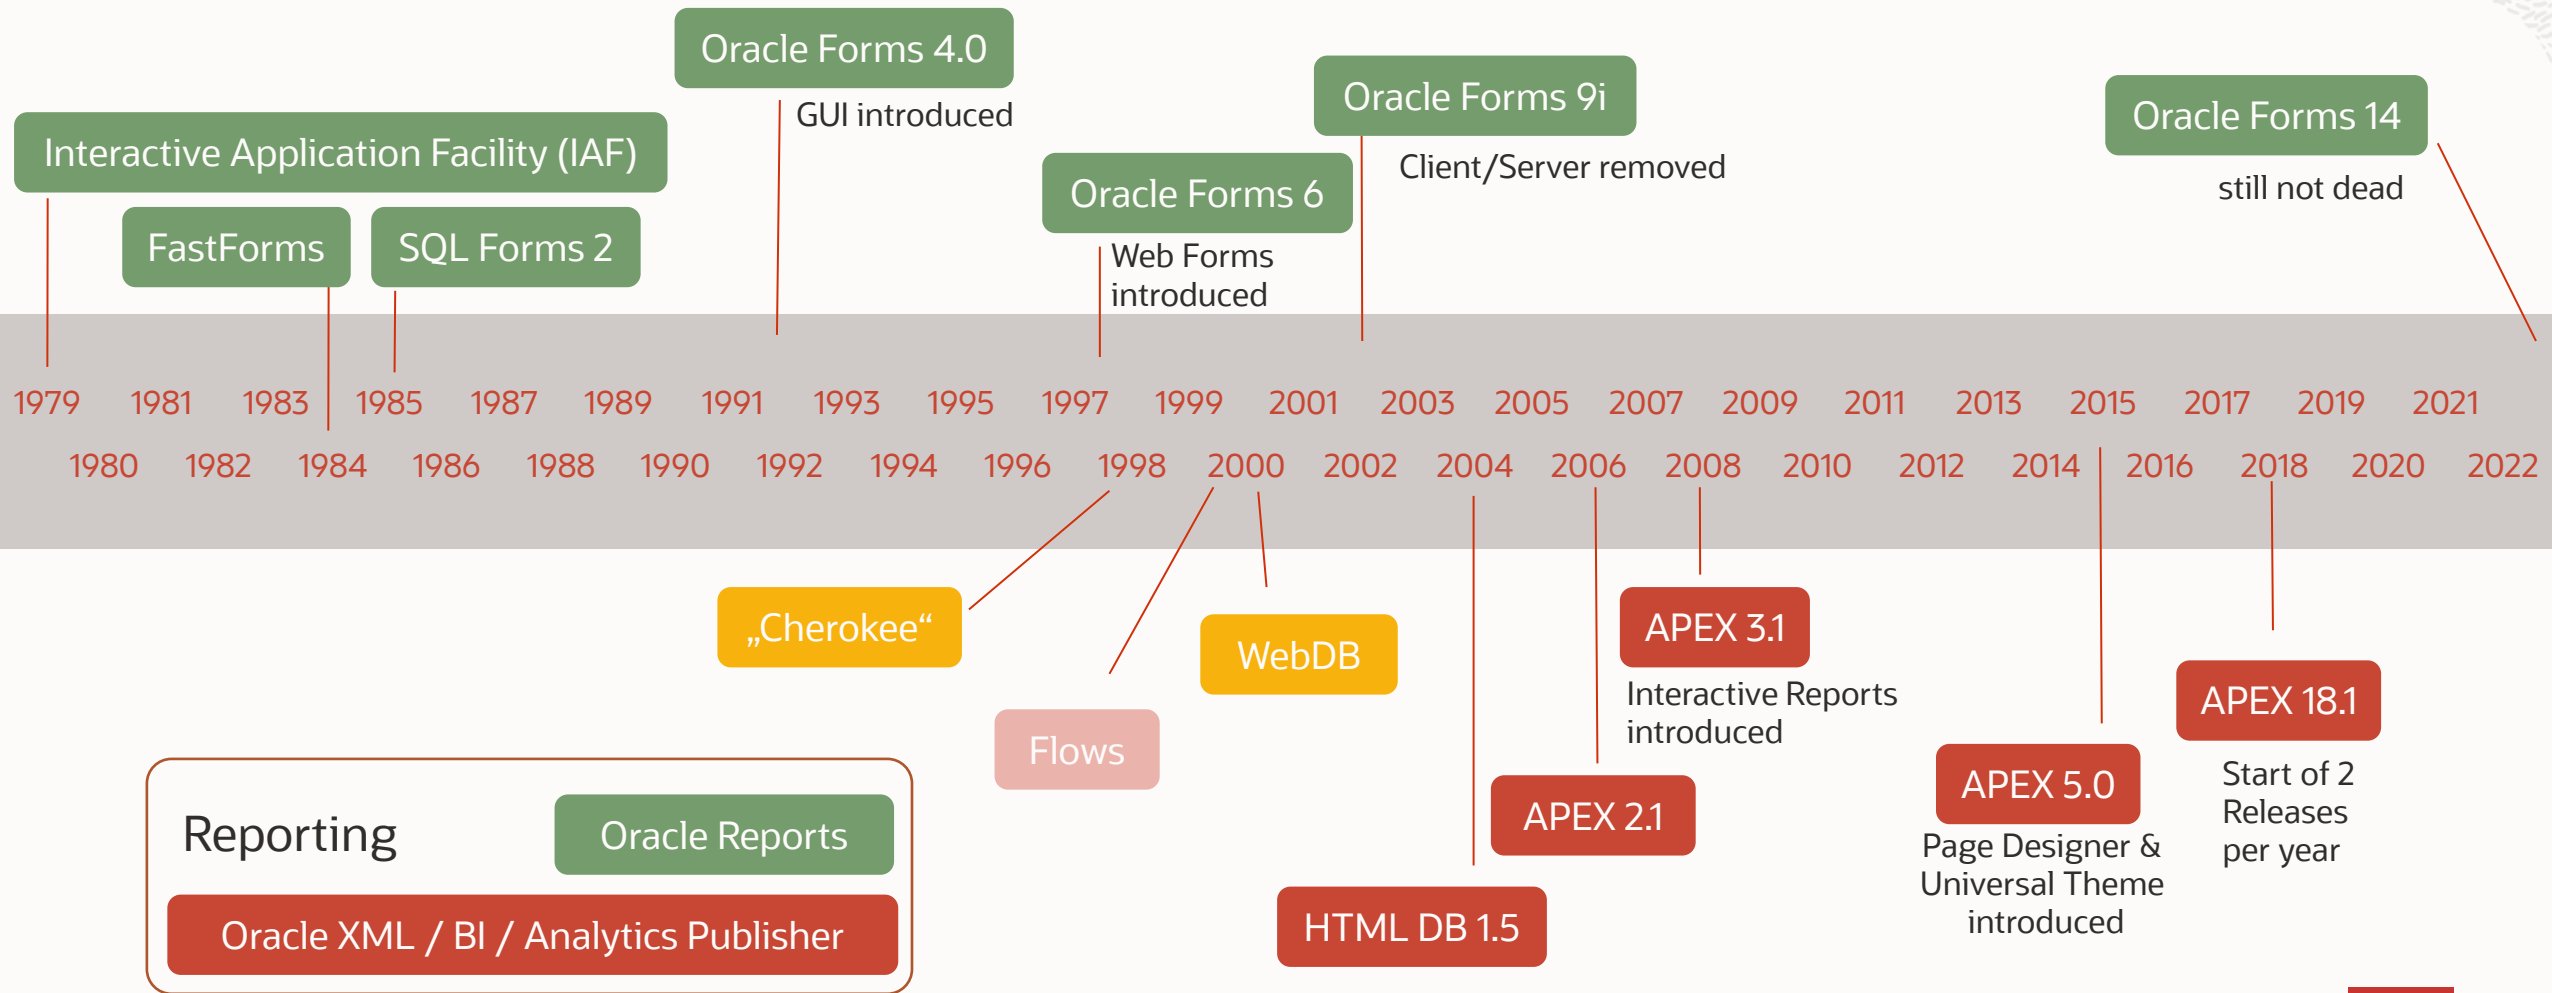 Oracle Forms 4.0
GUI introduced
Oracle Forms 9i
Client/Server removed
Oracle Forms 14
still not dead
Interactive Application Facility (IAF)
Oracle Forms 6
Web Forms
introduced
FastForms
SQL Forms 2
1979 1981 1983 1985 1987 1989 1991 1993 1995 1997 1999 2001 2003 2005 2007 2009 2011 2013 2015 2017 2019 2021
1980 1982 1984 1986 1988 1990 1992 1994 1996 1998 2000 2002 2004 2006 2008 2010 2012 2014 2016 2018 2020 2022
„Cherokee“
Flows
WebDB
HTML DB 1.5
APEX 2.1
APEX 3.1
Interactive Reports
introduced
APEX 5.0
Page Designer &
Universal Theme
introduced
APEX 18.1
Start of 2
Releases
per year
Reporting
Oracle Reports
Oracle XML / BI / Analytics Publisher